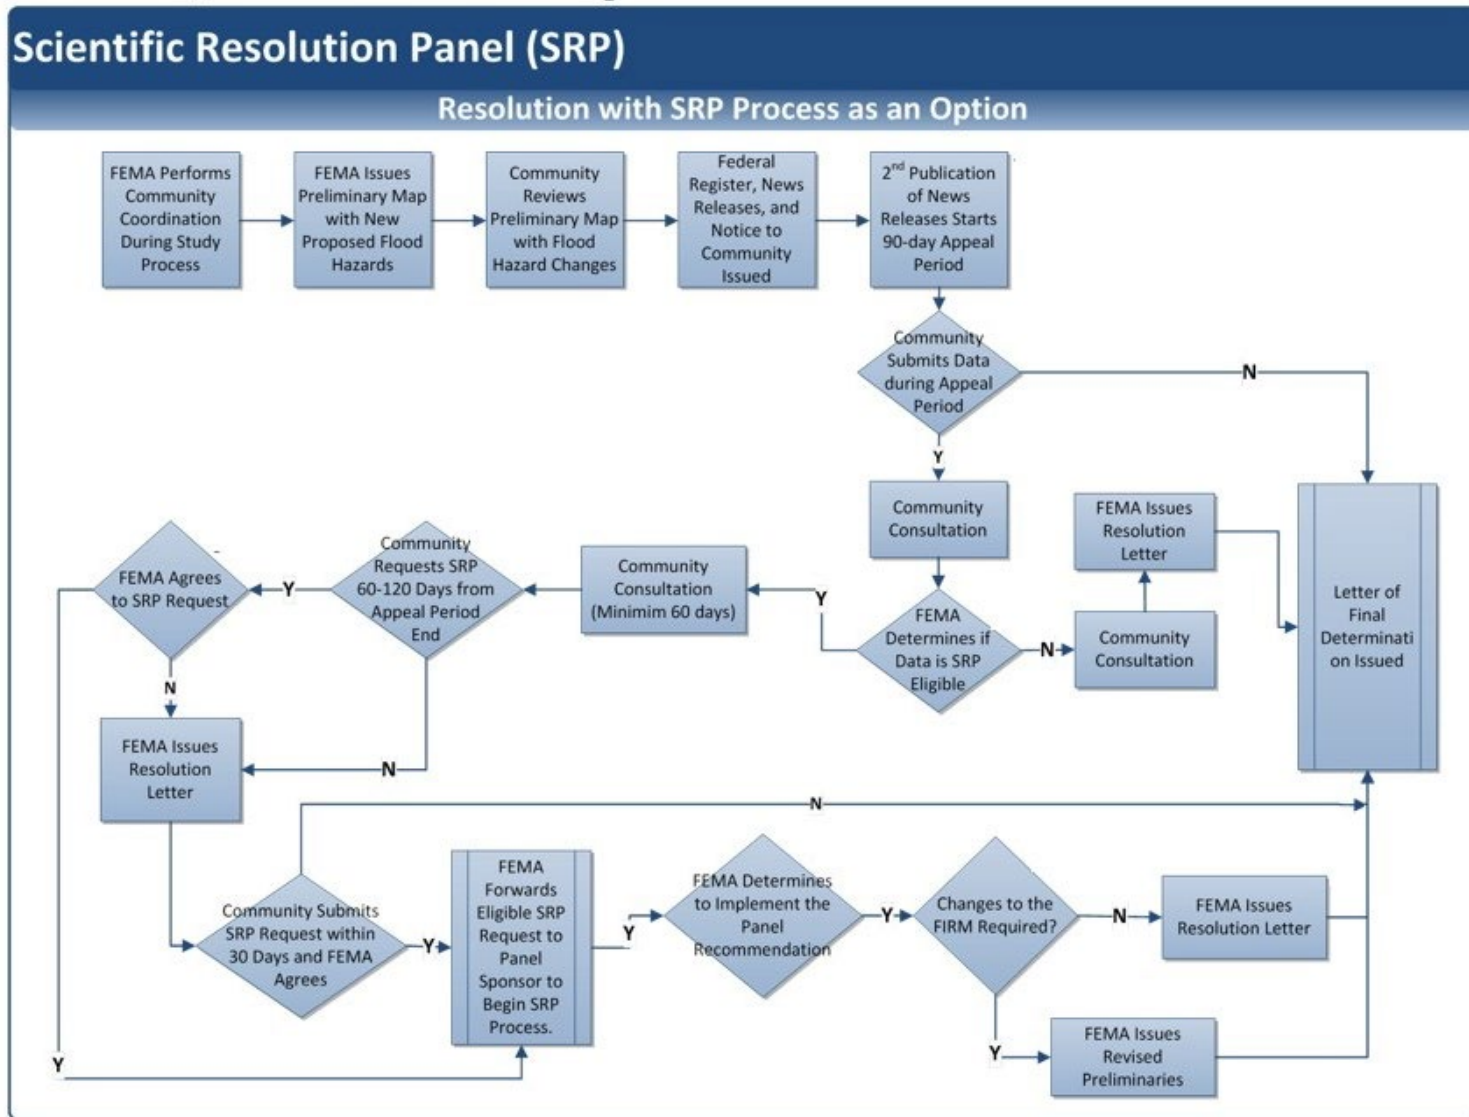 Scientific Resolution Panel (SRP)
Resolution with SRP Process as an Option
FEMA Performs
Community
Coordination
During Study
Process
FEMA Issues
Preliminary Map
with New
Proposed Flood
Hazards
Community
Reviews
Preliminary Map
with Flood
Hazard Changes
Federal
Register, News
Releases, and
Notice to
Community
Issued
2nd Publication
of News
Releases Starts
90-day Appeal
Period
Community
Submits Data
during Appeal
Period
N
Y
Community
Consultation
FEMA
Determines if
Data is SRP
Eligible
N
Community
Consultation
FEMA Issues
Resolution
Letter
Letter of
Final
Determinati
on Issued
Y
Community
Consultation
(Minimim 60 days)
Community
Requests SRP
60-120 Days from
Appeal Period
End
Y
FEMA Agrees
to SRP Request
N
N
FEMA Issues
Resolution
Letter
N
Community Submits
SRP Request within
30 Days and FEMA
Agrees
Y
FEMA
Forwards
Eligible SRP
Request to
Panel
Sponsor to
Begin SRP
Process.
Y
Y
FEMA Determines
to Implement the
Panel
Recommendation
Y
Changes to the
FIRM Required?
N
FEMA Issues
Resolution Letter
Y
FEMA Issues
Revised
Preliminaries